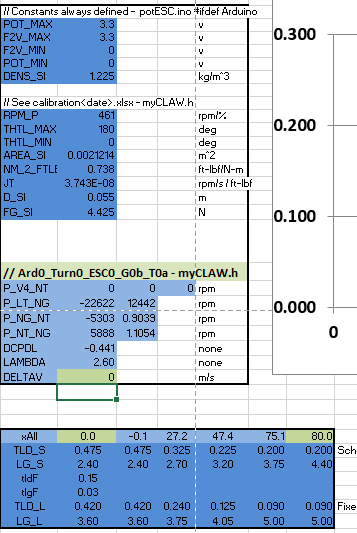 // Constants always defined - potESC.ino #ifdef Arduino
POT_MAX 3.3 v
F2V_MAX 3.3 v
F2V_MIN 0 v
POT_MIN 0 v
DENS_SI 1.225 kg/m^3
// See calibration<date>.xlsx - myCLAW.h
RPM_P 461 rpm/%
THTL_MAX 180 deg
THTL_MIN 0 deg
AREA_SI 0.0021214 m^2
NM_2_FTLB 0.738 ft-lbf/N-m
JT 3.743E-08 rpm/s / ft-lbf
D_SI 0.055 m
FG_SI 4.425 N
// Ard0_Turn0_ESC0_G0b_T0a - myCLAW.h
P_V4_NT 0 0 0 rpm
P_LT_NG -22622 12442 rpm
P_NG_NT -5303 0.9039 rpm
P_NT_NG 5888 1.1054 rpm
DCPDL -0.441 none
LAMBDA 2.60 none
DELTAV 0 m/s
0.300
0.200
0.100
0.000
0
xAll 0.0 -0.1 27.2 47.4 75.1 80.0
TLD_S 0.475 0.475 0.325 0.225 0.200 0.200 Sch
LG_S 2.40 2.40 2.70 3.20 3.75 4.40
tldF 0.15
tlgF 0.03
TLD_L 0.420 0.420 0.240 0.125 0.090 0.090 Fixe
LG_L 3.60 3.60 3.75 4.05 5.00 5.00